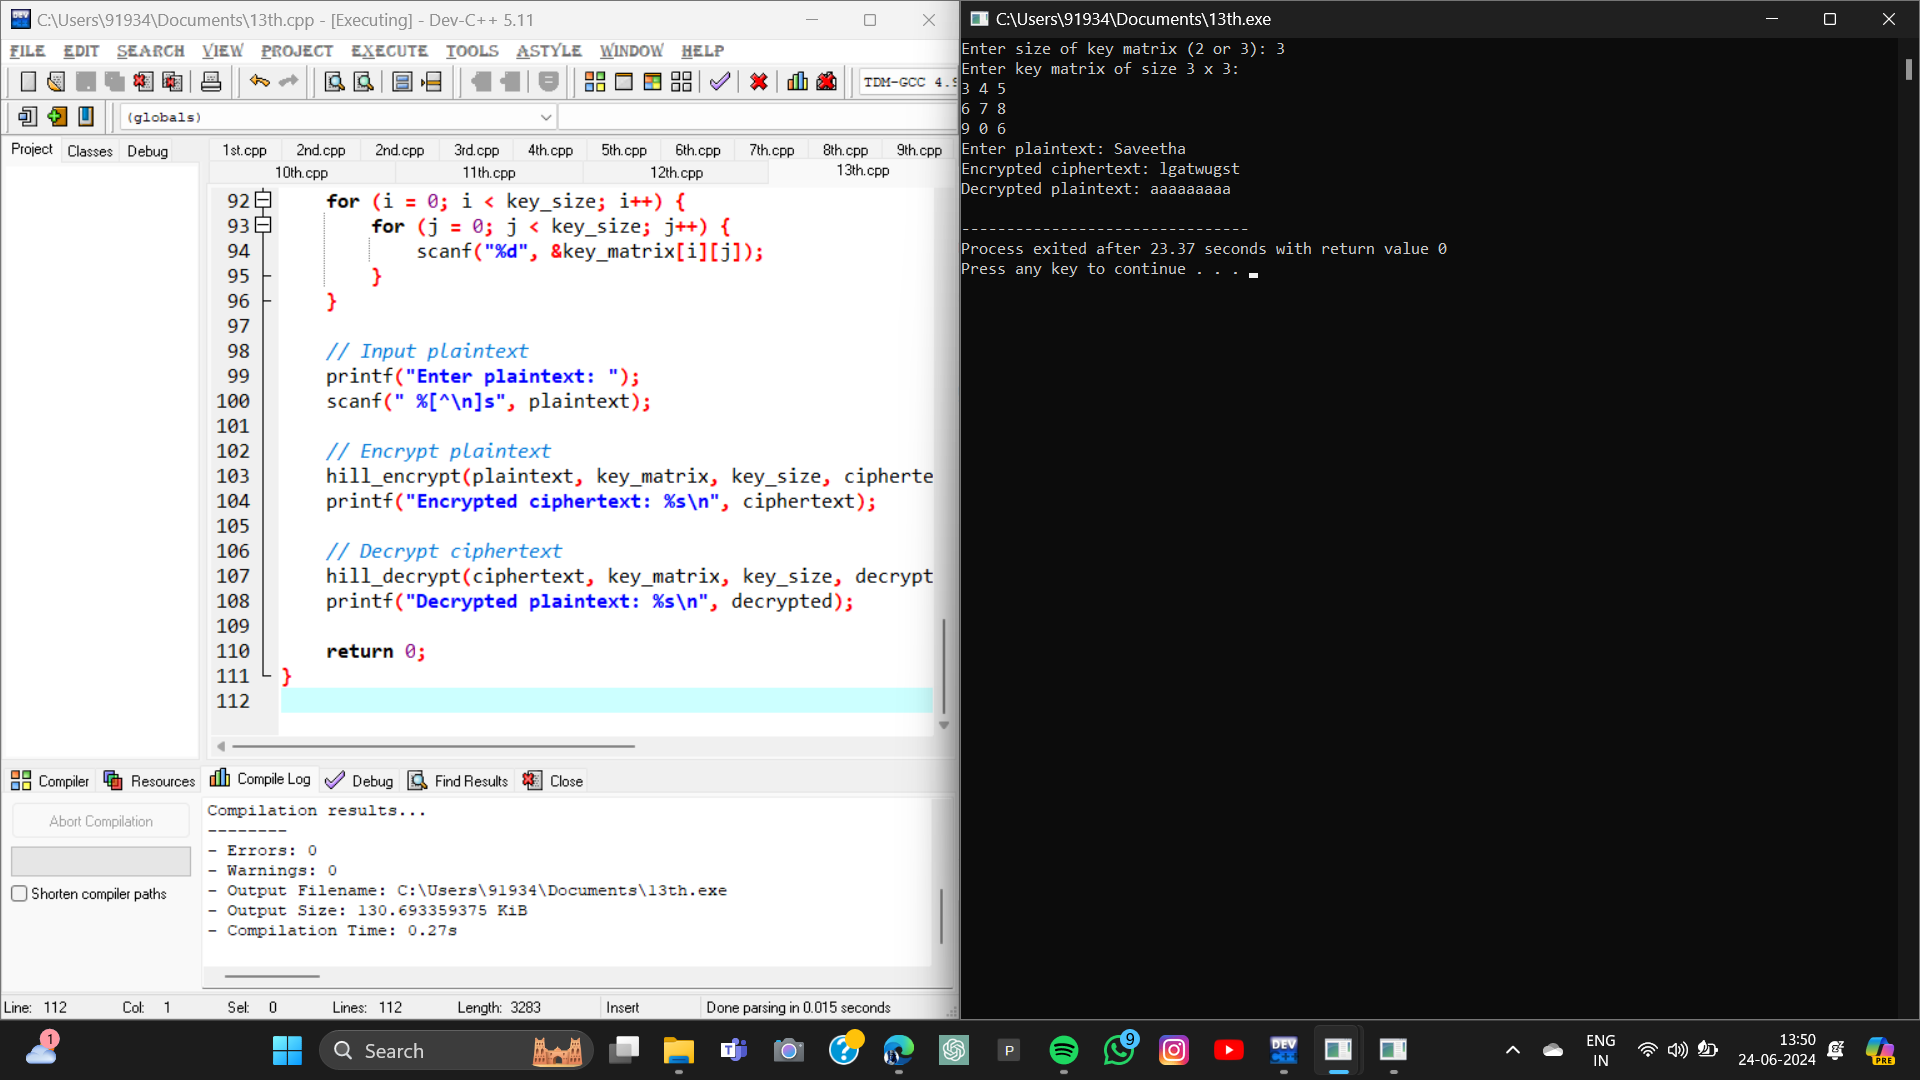 C:\Users\91934\Documents\13th.cpp - [Executing] - Dev-C++ 5.11
FILE EDIT SEARCH VIEW PROJECT EXECUTE TOOLS ASTYLE WINDOW HELP
TDM-GCC 4.9
(globals)
Project Classes Debug
1st.cpp 2nd.cpp 2nd.cpp 3rd.cpp 4th.cpp 5th.cpp 6th.cpp 7th.cpp 8th.cpp 9th.cpp
10th.cpp 11th.cpp 12th.cpp 13th.cpp
92 for (i = 0; i < key_size; i++) {
93 for (j = 0; j < key_size; j++) {
94 scanf("%d", &key_matrix[i][j]);
95 }
96 }
97
98 // Input plaintext
99 printf("Enter plaintext: ");
100 scanf(" %[^\n]s", plaintext);
101
102 // Encrypt plaintext
103 hill_encrypt(plaintext, key_matrix, key_size, cipherte
104 printf("Encrypted ciphertext: %s\n", ciphertext);
105
106 // Decrypt ciphertext
107 hill_decrypt(ciphertext, key_matrix, key_size, decrypt
108 printf("Decrypted plaintext: %s\n", decrypted);
109
110 return 0;
111 }
112
Compiler Resources Compile Log Debug Find Results Close
Abort Compilation
Shorten compiler paths
Compilation results...
--------
- Errors: 0
- Warnings: 0
- Output Filename: C:\Users\91934\Documents\13th.exe
- Output Size: 130.693359375 KiB
- Compilation Time: 0.27s
Line: 112 Col: 1 Sel: 0 Lines: 112 Length: 3283 Insert Done parsing in 0.015 seconds
C:\Users\91934\Documents\13th.exe
Enter size of key matrix (2 or 3): 3
Enter key matrix of size 3 x 3:
3 4 5
6 7 8
9 0 6
Enter plaintext: Saveetha
Encrypted ciphertext: lgatwugst
Decrypted plaintext: aaaaaaaaa
--------------------------------
Process exited after 23.37 seconds with return value 0
Press any key to continue . . .
1
Search
P
9
DEV
ENG
IN
13:50
24-06-2024
PRE